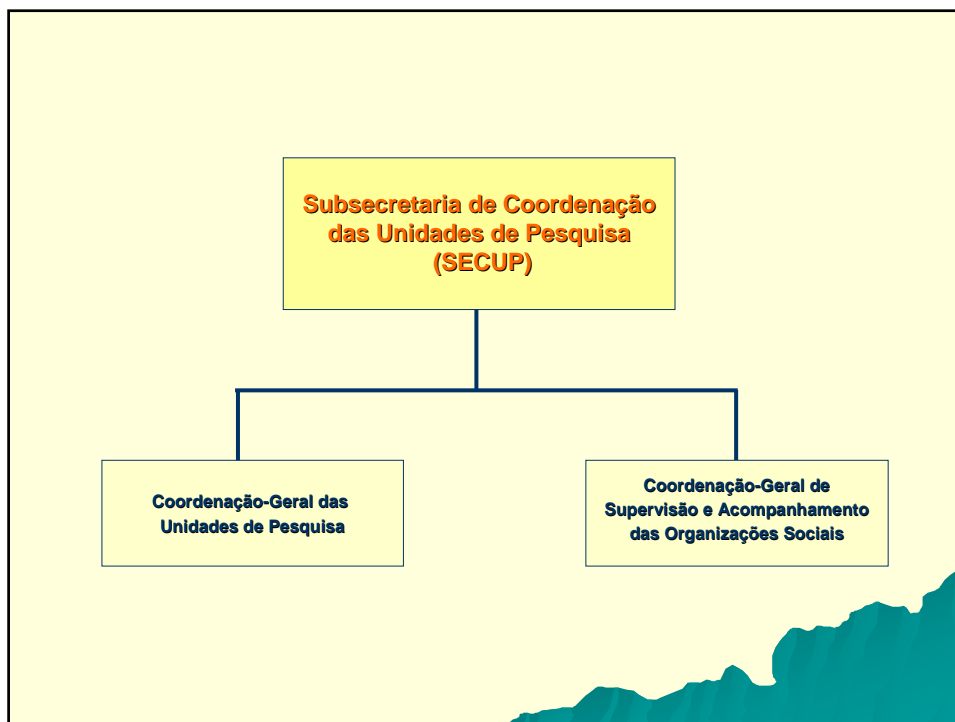 Subsecretaria de Coordenação
das Unidades de Pesquisa
(SECUP)
Coordenação-Geral das
Unidades de Pesquisa
Coordenação-Geral de
Supervisão e Acompanhamento
das Organizações Sociais